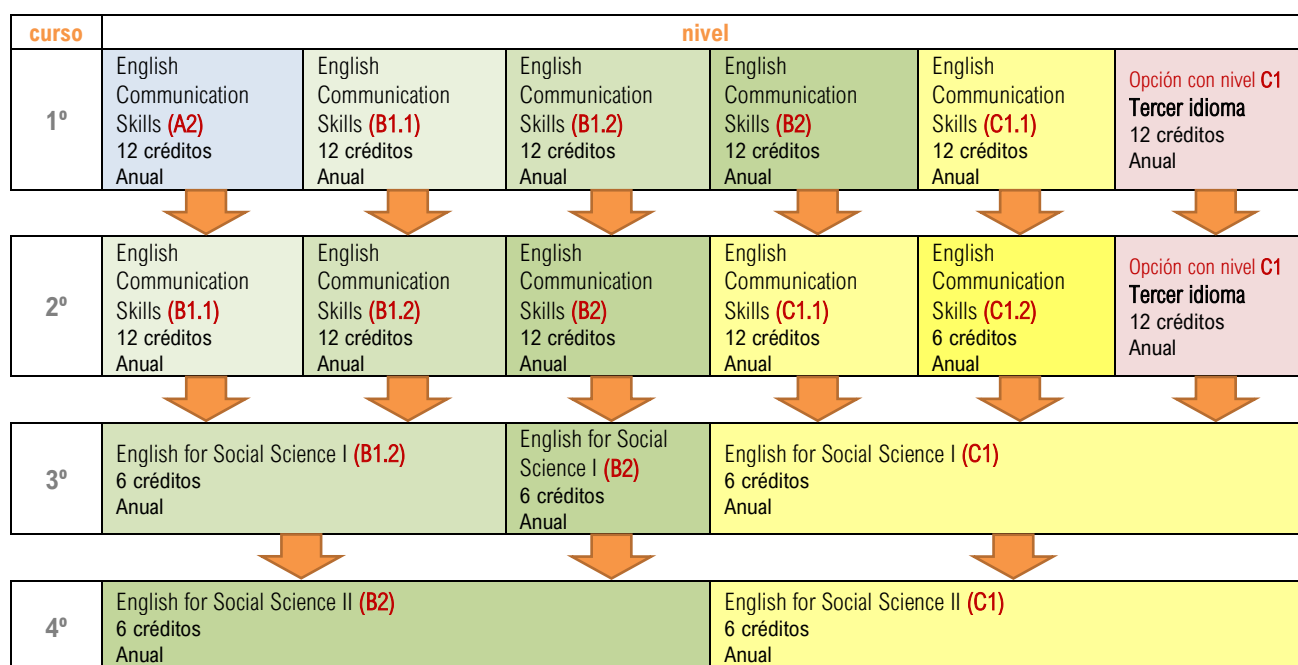 curso
nivel
1º
English
Communication
Skills (A2)
12 créditos
Anual
English
Communication
Skills (B1.1)
12 créditos
Anual
English
Communication
Skills (B1.2)
12 créditos
Anual
English
Communication
Skills (B2)
12 créditos
Anual
English
Communication
Skills (C1.1)
12 créditos
Anual
Opción con nivel C1
Tercer idioma
12 créditos
Anual
2º
English
Communication
Skills (B1.1)
12 créditos
Anual
English
Communication
Skills (B1.2)
12 créditos
Anual
English
Communication
Skills (B2)
12 créditos
Anual
English
Communication
Skills (C1.1)
12 créditos
Anual
English
Communication
Skills (C1.2)
6 créditos
Anual
Opción con nivel C1
Tercer idioma
12 créditos
Anual
3º
English for Social Science I (B1.2)
6 créditos
Anual
English for Social
Science I (B2)
6 créditos
Anual
English for Social Science I (C1)
6 créditos
Anual
4º
English for Social Science II (B2)
6 créditos
Anual
English for Social Science II (C1)
6 créditos
Anual